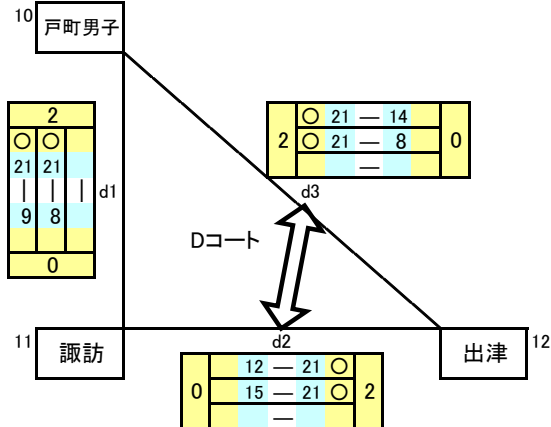 10 戸町男子
2
○ ○
21 21
| | |
9 8
0
d1
2 ○ 21 — 14 0
○ 21 — 8
—
d3
Dコート
11 諏訪
d2
出津 12
0 12 — 21 ○ 2
15 — 21 ○
—